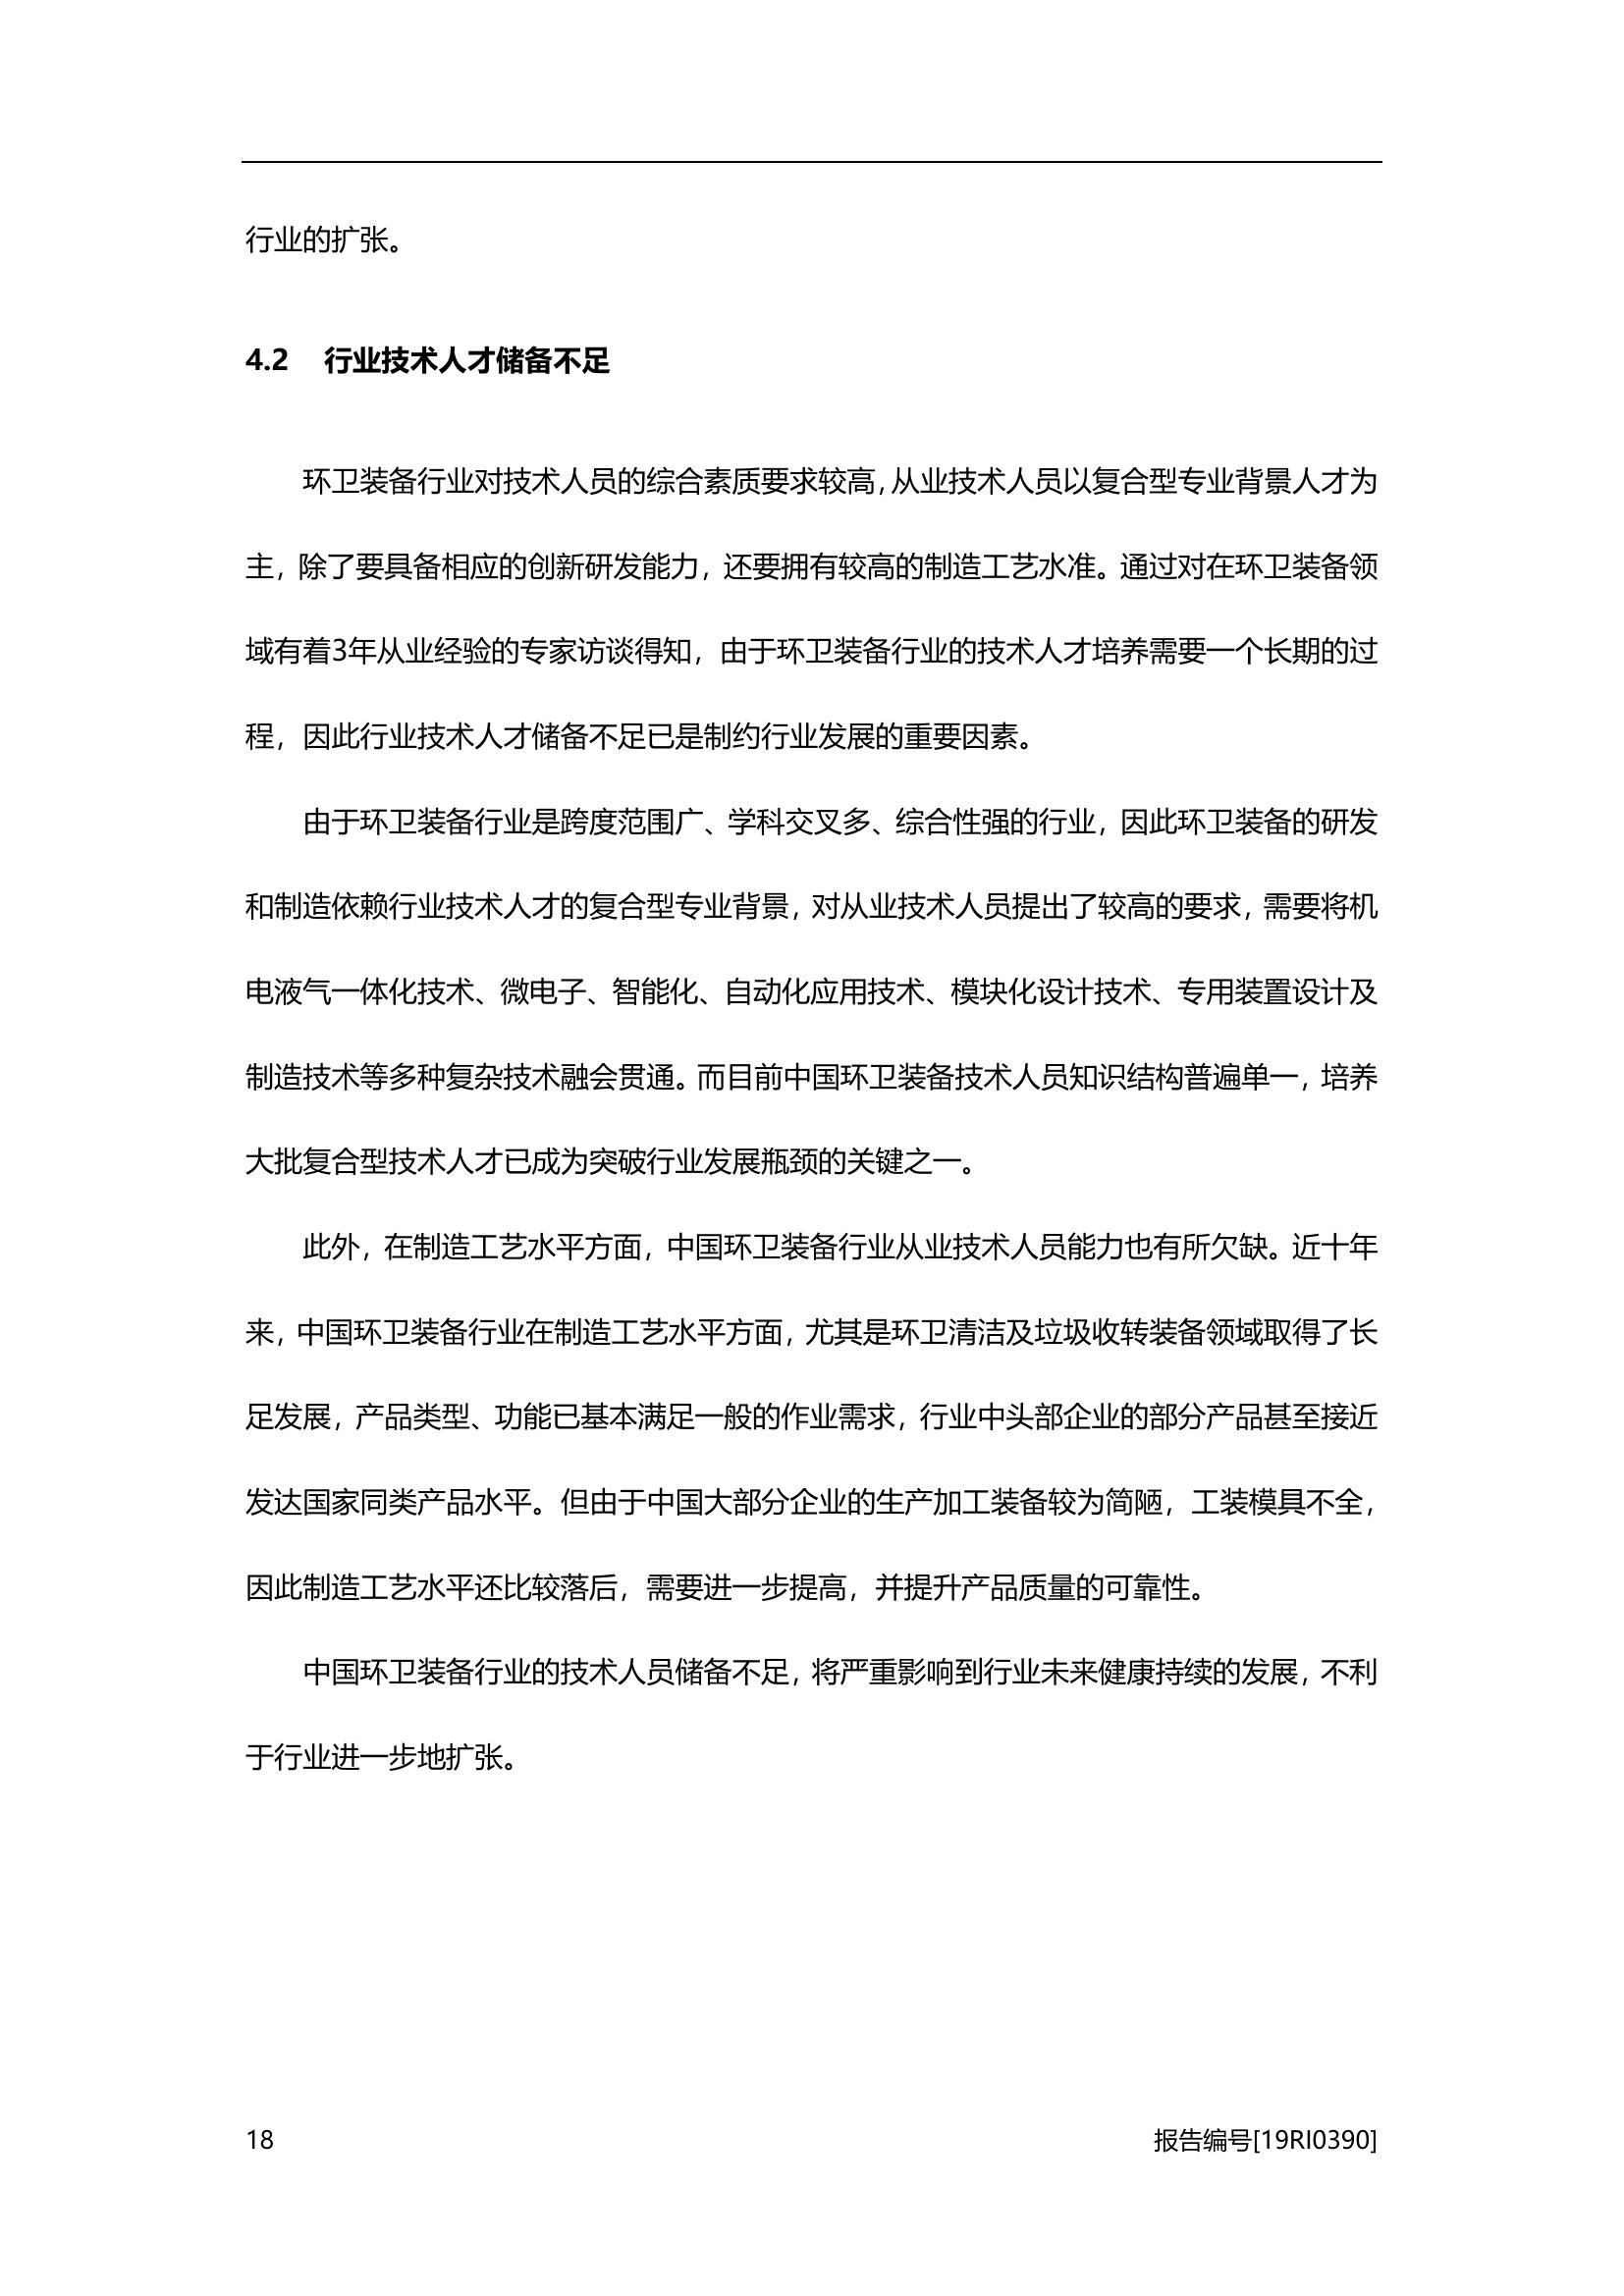 行业的扩张。
4.2 行业技术人才储备不足
环卫装备行业对技术人员的综合素质要求较高，从业技术人员以复合型专业背景人才为
主，除了要具备相应的创新研发能力，还要拥有较高的制造工艺水准。通过对在环卫装备领
域有着3年从业经验的专家访谈得知，由于环卫装备行业的技术人才培养需要一个长期的过
程，因此行业技术人才储备不足已是制约行业发展的重要因素。
由于环卫装备行业是跨度范围广、学科交叉多、综合性强的行业，因此环卫装备的研发
和制造依赖行业技术人才的复合型专业背景，对从业技术人员提出了较高的要求，需要将机
电液气一体化技术、微电子、智能化、自动化应用技术、模块化设计技术、专用装置设计及
制造技术等多种复杂技术融会贯通。而目前中国环卫装备技术人员知识结构普遍单一，培养
大批复合型技术人才已成为突破行业发展瓶颈的关键之一。
此外，在制造工艺水平方面，中国环卫装备行业从业技术人员能力也有所欠缺。近十年
来，中国环卫装备行业在制造工艺水平方面，尤其是环卫清洁及垃圾收转装备领域取得了长
足发展，产品类型、功能已基本满足一般的作业需求，行业中头部企业的部分产品甚至接近
发达国家同类产品水平。但由于中国大部分企业的生产加工装备较为简陋，工装模具不全，
因此制造工艺水平还比较落后，需要进一步提高，并提升产品质量的可靠性。
中国环卫装备行业的技术人员储备不足，将严重影响到行业未来健康持续的发展，不利
于行业进一步地扩张。
18 报告编号[19RI0390]